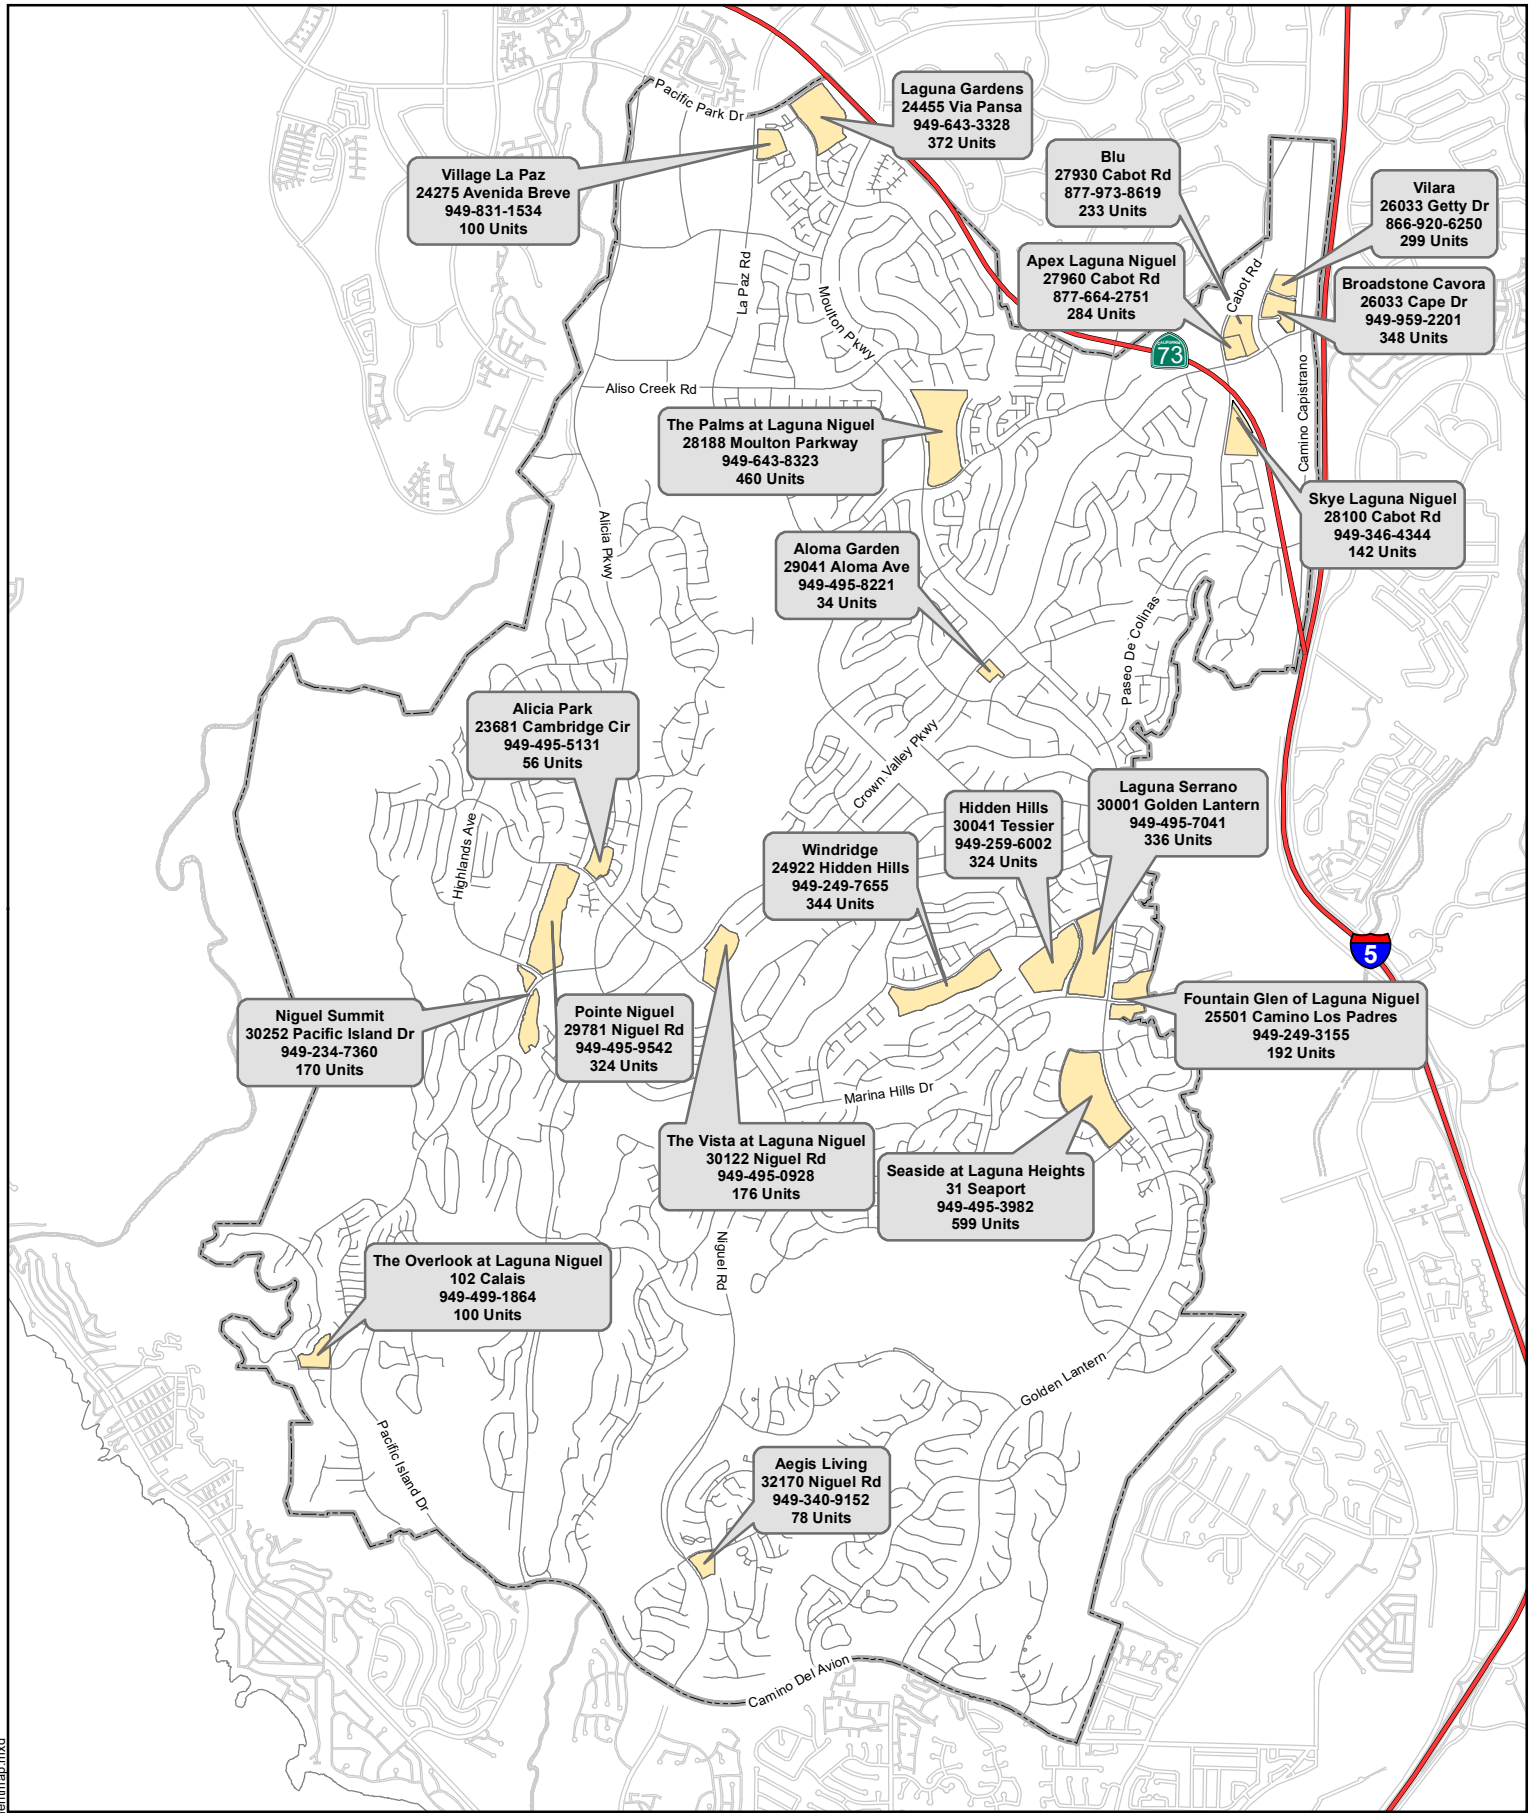 Pacific Park Dr
Laguna Gardens
24455 Via Pansa
949-643-3328
372 Units
Village La Paz
24275 Avenida Breve
949-831-1534
100 Units
Blu
27930 Cabot Rd
877-973-8619
233 Units
Vilara
26033 Getty Dr
866-920-6250
299 Units
Apex Laguna Niguel
27960 Cabot Rd
877-664-2751
284 Units
Cabot Rd
Broadstone Cavora
26033 Cape Dr
949-959-2201
348 Units
La Paz Rd
Moulton Pkwy
CALIFORNIA
73
Aliso Creek Rd
Camino Capistrano
The Palms at Laguna Niguel
28188 Moulton Parkway
949-643-8323
460 Units
Skye Laguna Niguel
28100 Cabot Rd
949-346-4344
142 Units
Alicia Pkwy
Aloma Garden
29041 Aloma Ave
949-495-8221
34 Units
Paseo De Colinas
Alicia Park
23681 Cambridge Cir
949-495-5131
56 Units
Crown Valley Pkwy
Laguna Serrano
30001 Golden Lantern
949-495-7041
336 Units
Hidden Hills
30041 Tessier
949-259-6002
324 Units
Highlands Ave
Windridge
24922 Hidden Hills
949-249-7655
344 Units
5
Niguel Summit
30252 Pacific Island Dr
949-234-7360
170 Units
Pointe Niguel
29781 Niguel Rd
949-495-9542
324 Units
Fountain Glen of Laguna Niguel
25501 Camino Los Padres
949-249-3155
192 Units
Marina Hills Dr
The Vista at Laguna Niguel
30122 Niguel Rd
949-495-0928
176 Units
Seaside at Laguna Heights
31 Seaport
949-495-3982
599 Units
Niguel Rd
The Overlook at Laguna Niguel
102 Calais
949-499-1864
100 Units
Golden Lantern
Pacific Island Dr
Aegis Living
32170 Niguel Rd
949-340-9152
78 Units
Camino Del Avion